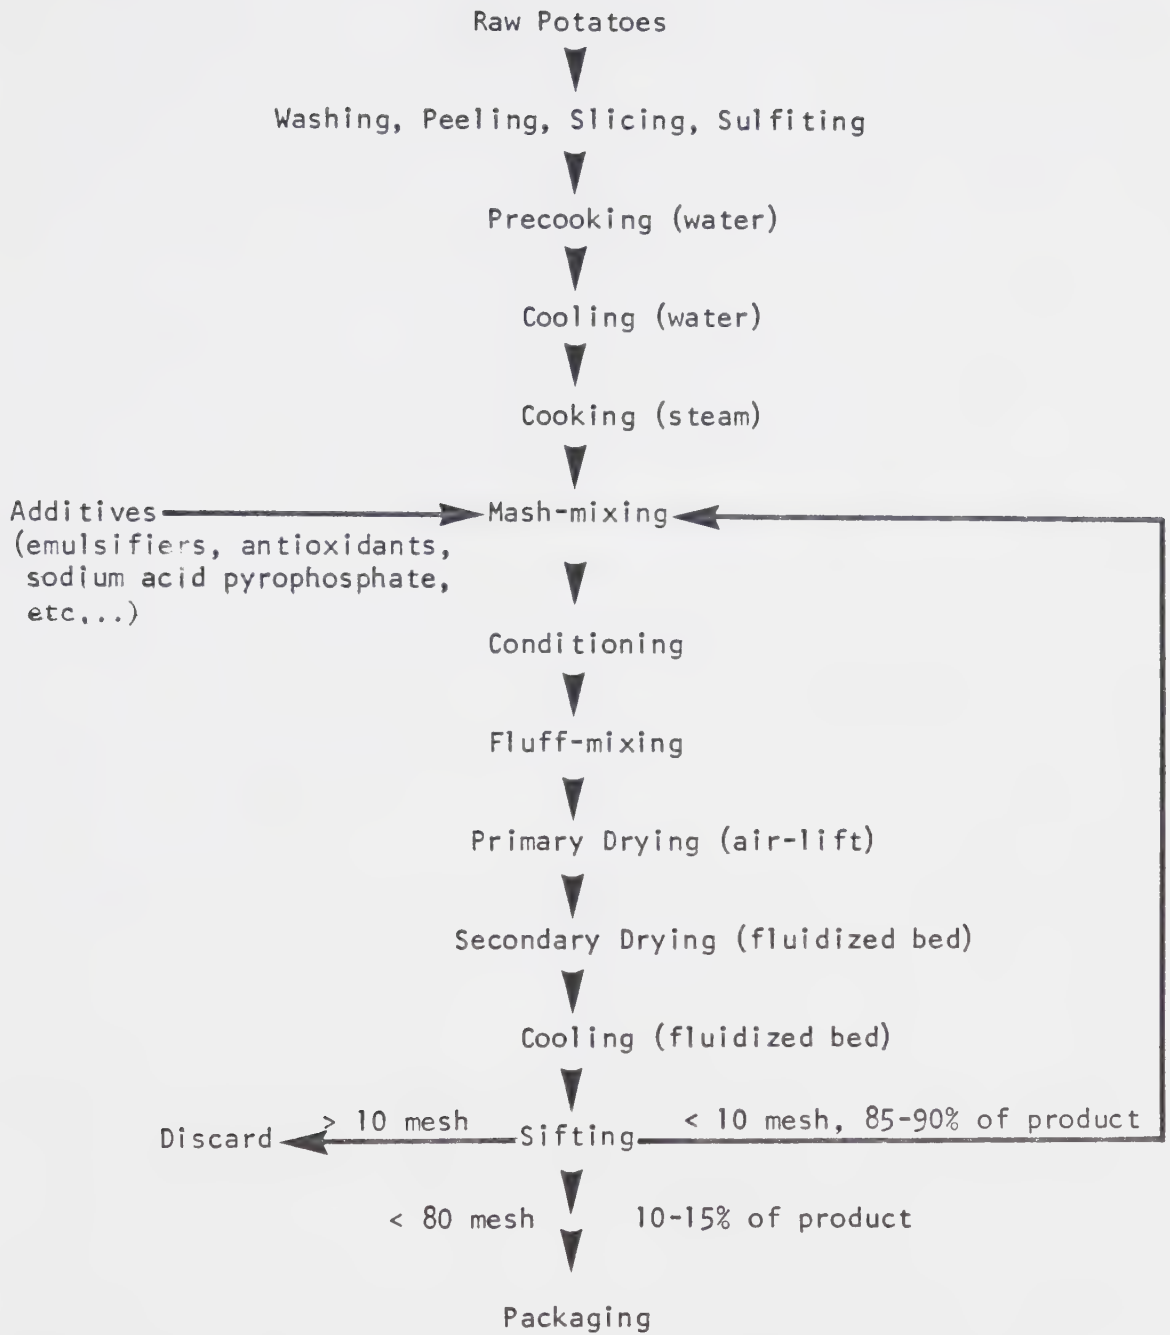 Raw Potatoes
Washing, Peeling, Slicing, Sulfiting
Precooking (water)
Cooling (water)
Cooking (steam)
Additives
Mash-mixing
(emulsifiers, antioxidants,
sodium acid pyrophosphate,
etc,..)
Conditioning
Fluff-mixing
Primary Drying (air-lift)
Secondary Drying (fluidized bed)
Cooling (fluidized bed)
Discard
> 10 mesh
Sifting
< 10 mesh, 85-90% of product
< 80 mesh
10-15% of product
Packaging